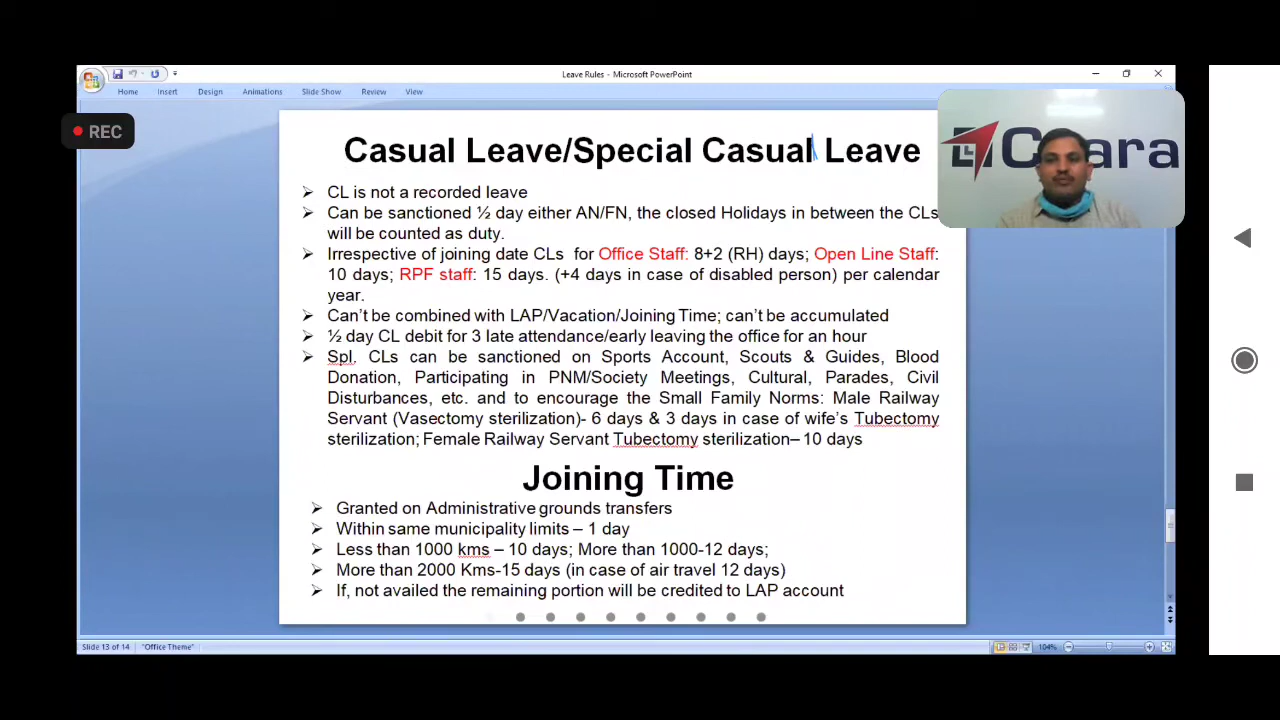 Leave Rules - Microsoft PowerPoint
Home Insert Design Animations Slide Show Review View
REC
Casual Leave/Special Casual Leave
➢ CL is not a recorded leave
➢ Can be sanctioned ½ day either AN/FN, the closed Holidays in between the CLs
will be counted as duty.
➢ Irrespective of joining date CLs for Office Staff: 8+2 (RH) days; Open Line Staff:
10 days; RPF staff: 15 days. (+4 days in case of disabled person) per calendar
year.
➢ Can't be combined with LAP/Vacation/Joining Time; can't be accumulated
➢ ½ day CL debit for 3 late attendance/early leaving the office for an hour
➢ Spl. CLs can be sanctioned on Sports Account, Scouts & Guides, Blood
Donation, Participating in PNM/Society Meetings, Cultural, Parades, Civil
Disturbances, etc. and to encourage the Small Family Norms: Male Railway
Servant (Vasectomy sterilization)- 6 days & 3 days in case of wife's Tubectomy
sterilization; Female Railway Servant Tubectomy sterilization– 10 days
Joining Time
➢ Granted on Administrative grounds transfers
➢ Within same municipality limits – 1 day
➢ Less than 1000 kms – 10 days; More than 1000-12 days;
➢ More than 2000 Kms-15 days (in case of air travel 12 days)
➢ If, not availed the remaining portion will be credited to LAP account
Slide 13 of 14 "Office Theme" 104%